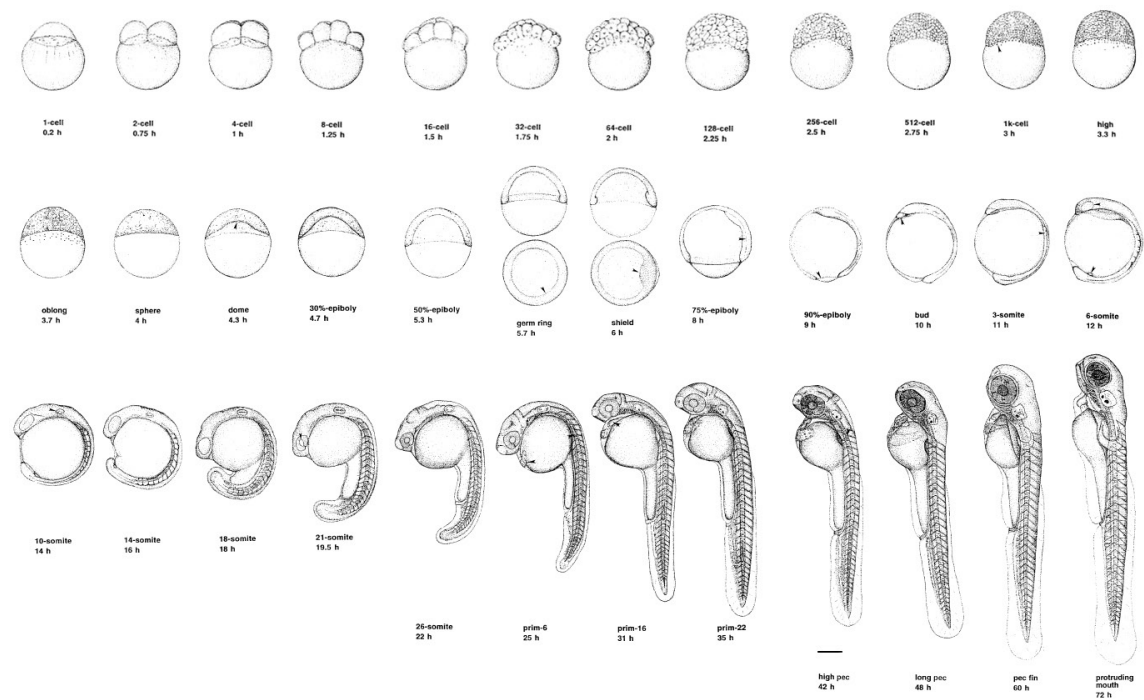 1-cell
0.2 h
2-cell
0.75 h
4-cell
1 h
8-cell
1.25 h
16-cell
1.5 h
32-cell
1.75 h
64-cell
2 h
128-cell
2.25 h
256-cell
2.5 h
512-cell
2.75 h
1k-cell
3 h
high
3.3 h
oblong
3.7 h
sphere
4 h
dome
4.3 h
30%-epiboly
4.7 h
50%-epiboly
5.3 h
germ ring
5.7 h
shield
6 h
75%-epiboly
8 h
90%-epiboly
9 h
bud
10 h
3-somite
11 h
6-somite
12 h
10-somite
14 h
14-somite
16 h
18-somite
18 h
21-somite
19.5 h
26-somite
22 h
prim-6
25 h
prim-16
31 h
prim-22
35 h
high pec
42 h
long pec
48 h
pec fin
60 h
protruding
mouth
72 h